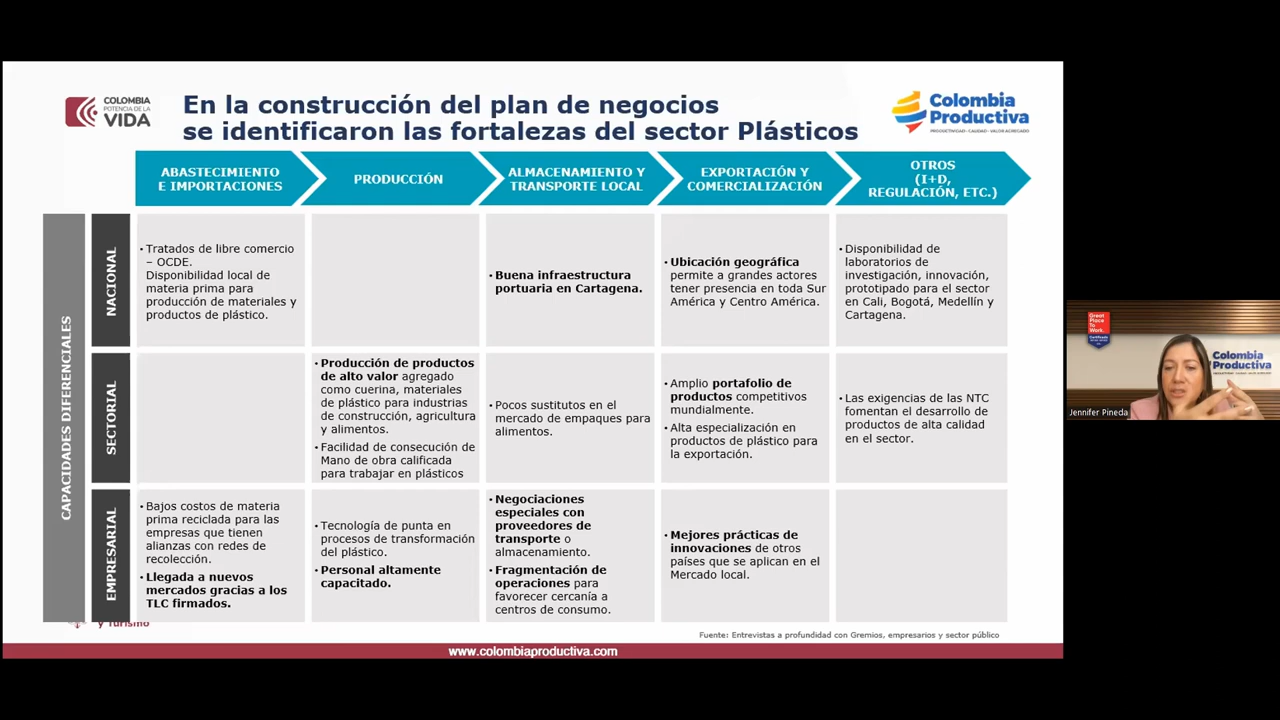 COLOMBIA
POTENCIA DE LA
VIDA
En la construcción del plan de negocios
se identificaron las fortalezas del sector Plásticos
Colombia
Productiva
PRODUCTIVIDAD - CALIDAD - VALOR AGREGADO
ABASTECIMIENTO
E IMPORTACIONES
PRODUCCIÓN
ALMACENAMIENTO Y
TRANSPORTE LOCAL
EXPORTACIÓN Y
COMERCIALIZACIÓN
OTROS
(I+D,
REGULACIÓN, ETC.)
CAPACIDADES DIFERENCIALES
NACIONAL
• Tratados de libre comercio
– OCDE.
Disponibilidad local de
materia prima para
producción de materiales y
productos de plástico.
• Buena infraestructura
portuaria en Cartagena.
• Ubicación geográfica
permite a grandes actores
tener presencia en toda Sur
América y Centro América.
• Disponibilidad de
laboratorios de
investigación, innovación,
prototipado para el sector
en Cali, Bogotá, Medellín y
Cartagena.
SECTORIAL
• Producción de productos
de alto valor agregado
como cuerina, materiales
de plástico para industrias
de construcción, agricultura
y alimentos.
• Facilidad de consecución de
Mano de obra calificada
para trabajar en plásticos
• Pocos sustitutos en el
mercado de empaques para
alimentos.
• Amplio portafolio de
productos competitivos
mundialmente.
• Alta especialización en
productos de plástico para
la exportación.
• Las exigencias de las NTC
fomentan el desarrollo de
productos de alta calidad
en el sector.
EMPRESARIAL
• Bajos costos de materia
prima reciclada para las
empresas que tienen
alianzas con redes de
recolección.
• Llegada a nuevos
mercados gracias a los
TLC firmados.
• Tecnología de punta en
procesos de transformación
del plástico.
• Personal altamente
capacitado.
• Negociaciones
especiales con
proveedores de
transporte o
almacenamiento.
• Fragmentación de
operaciones para
favorecer cercanía a
centros de consumo.
• Mejores prácticas de
innovaciones de otros
países que se aplican en el
Mercado local.
y Turismo
Fuente: Entrevistas a profundidad con Gremios, empresarios y sector público
www.colombiaproductiva.com
Great
Place
To
Work.
Colombia
Productiva
Jennifer Pineda